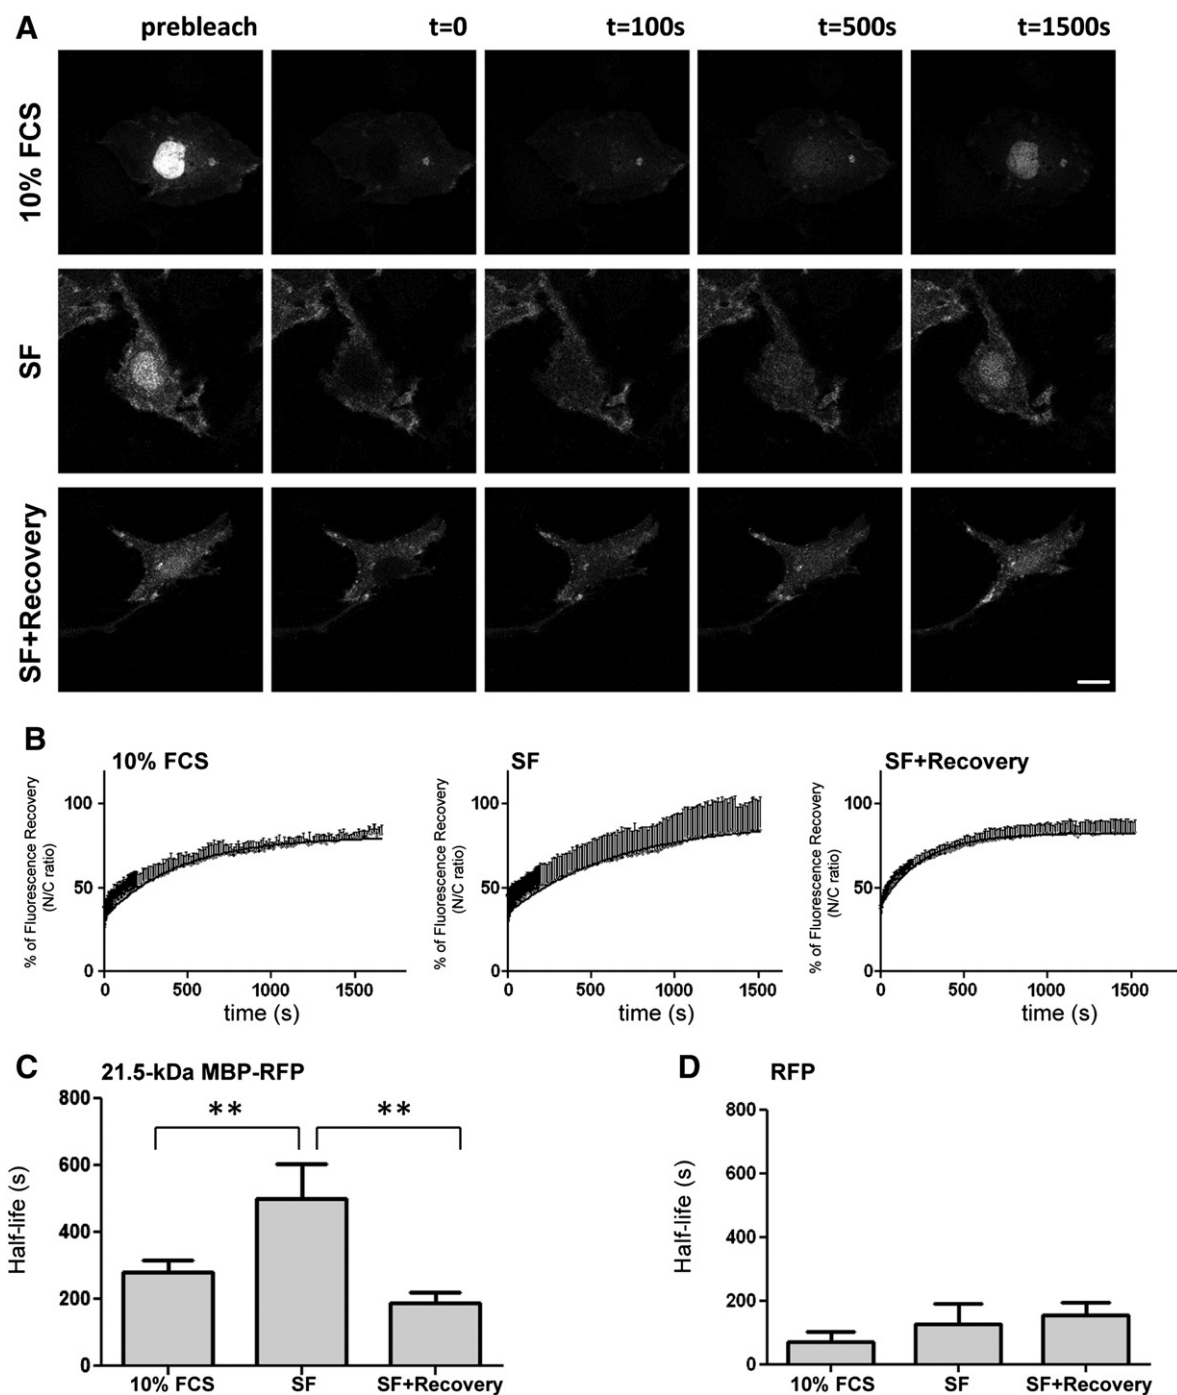 A
prebleach t=0 t=100s t=500s t=1500s
10% FCS
SF
SF+Recovery
B
10% FCS
% of Fluorescence Recovery
(N/C ratio)
100
50
0
0 500 1000 1500
time (s)
SF
% of Fluorescence Recovery
(N/C ratio)
100
50
0
0 500 1000 1500
time (s)
SF+Recovery
% of Fluorescence Recovery
(N/C ratio)
100
50
0
0 500 1000 1500
time (s)
C
21.5-kDa MBP-RFP
Half-life (s)
800
600
400
200
0
** **
10% FCS SF SF+Recovery
D
RFP
Half-life (s)
800
600
400
200
0
10% FCS SF SF+Recovery